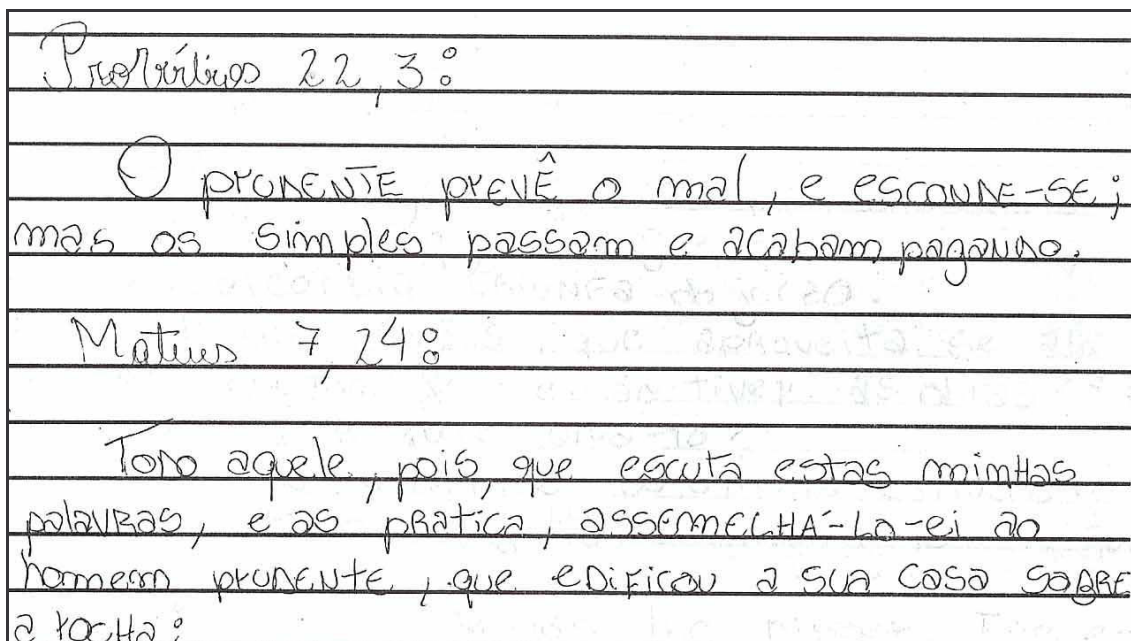 Provérbios 22,3:
O prudente prevê o mal, e esconde-se;
mas os simples passam e acabam pagando.
Mateus 7,24:
Todo aquele, pois, que escuta estas minhas
palavras, e as pratica, assemelhá-lo-ei ao
homem prudente, que edificou a sua casa sobre
a rocha: